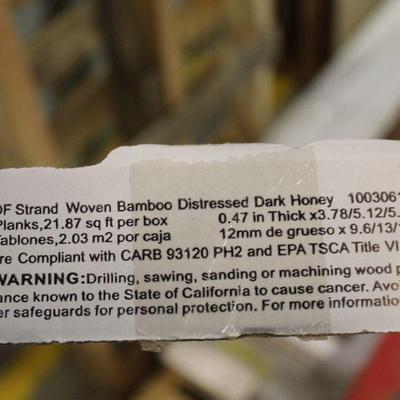 DF Strand Woven Bamboo Distressed Dark Honey 1003061
Planks,21.87 sq ft per box 0.47 in Thick x3.78/5.12/5.
Tablones,2.03 m2 por caja 12mm de grueso x 9.6/13/1
re Compliant with CARB 93120 PH2 and EPA TSCA Title VI
WARNING:Drilling, sawing, sanding or machining wood p
ance known to the State of California to cause cancer. Avo
er safeguards for personal protection. For more information